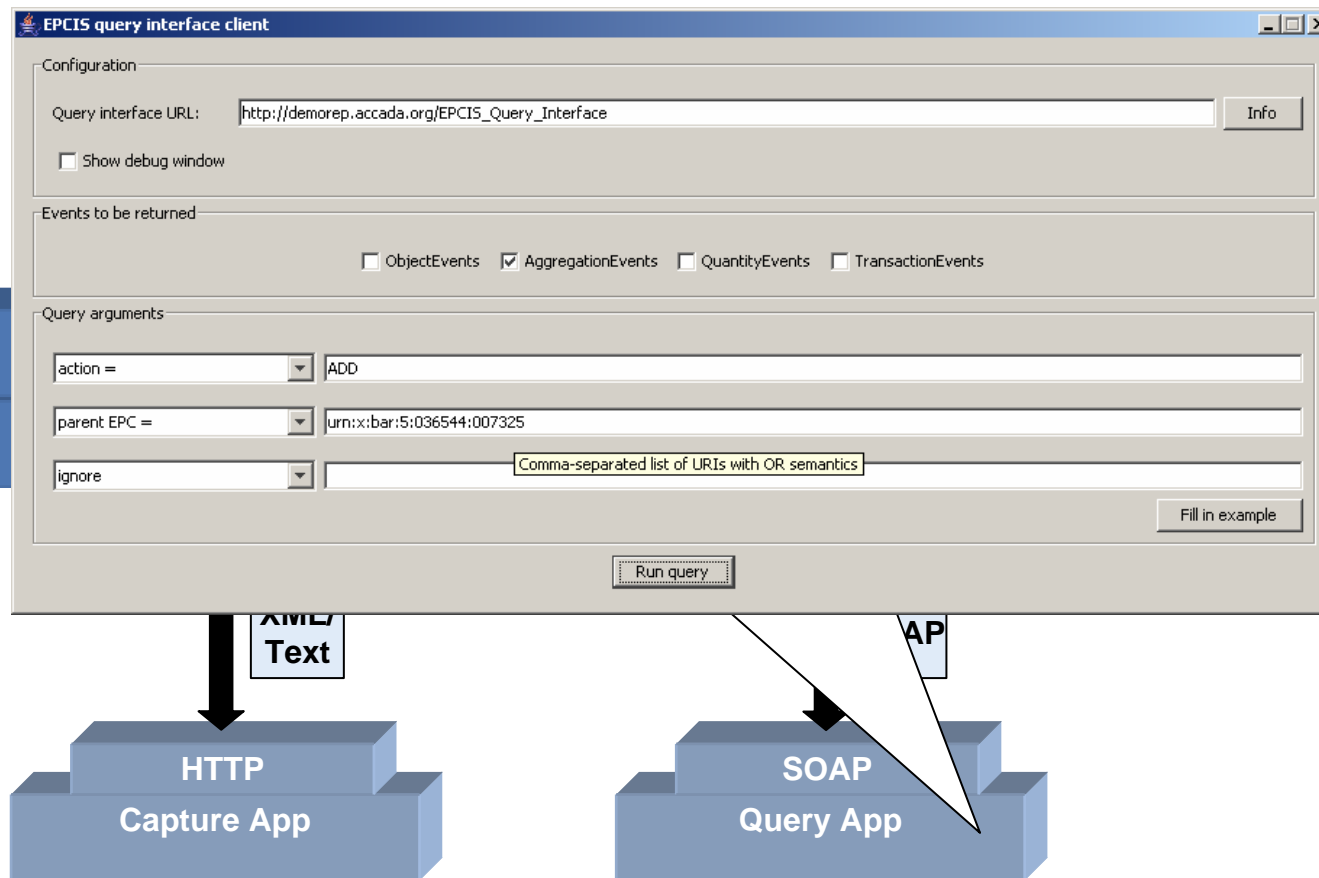 EPCIS query interface client
Configuration
Query interface URL: http://demorep.accada.org/EPCIS_Query_Interface Info
Show debug window
Events to be returned
ObjectEvents AggregationEvents QuantityEvents TransactionEvents
Query arguments
action = ADD
parent EPC = urn:x:bar:5:036544:007325
Comma-separated list of URIs with OR semantics
ignore
Fill in example
Run query
XML/
Text
AP
HTTP
Capture App
SOAP
Query App